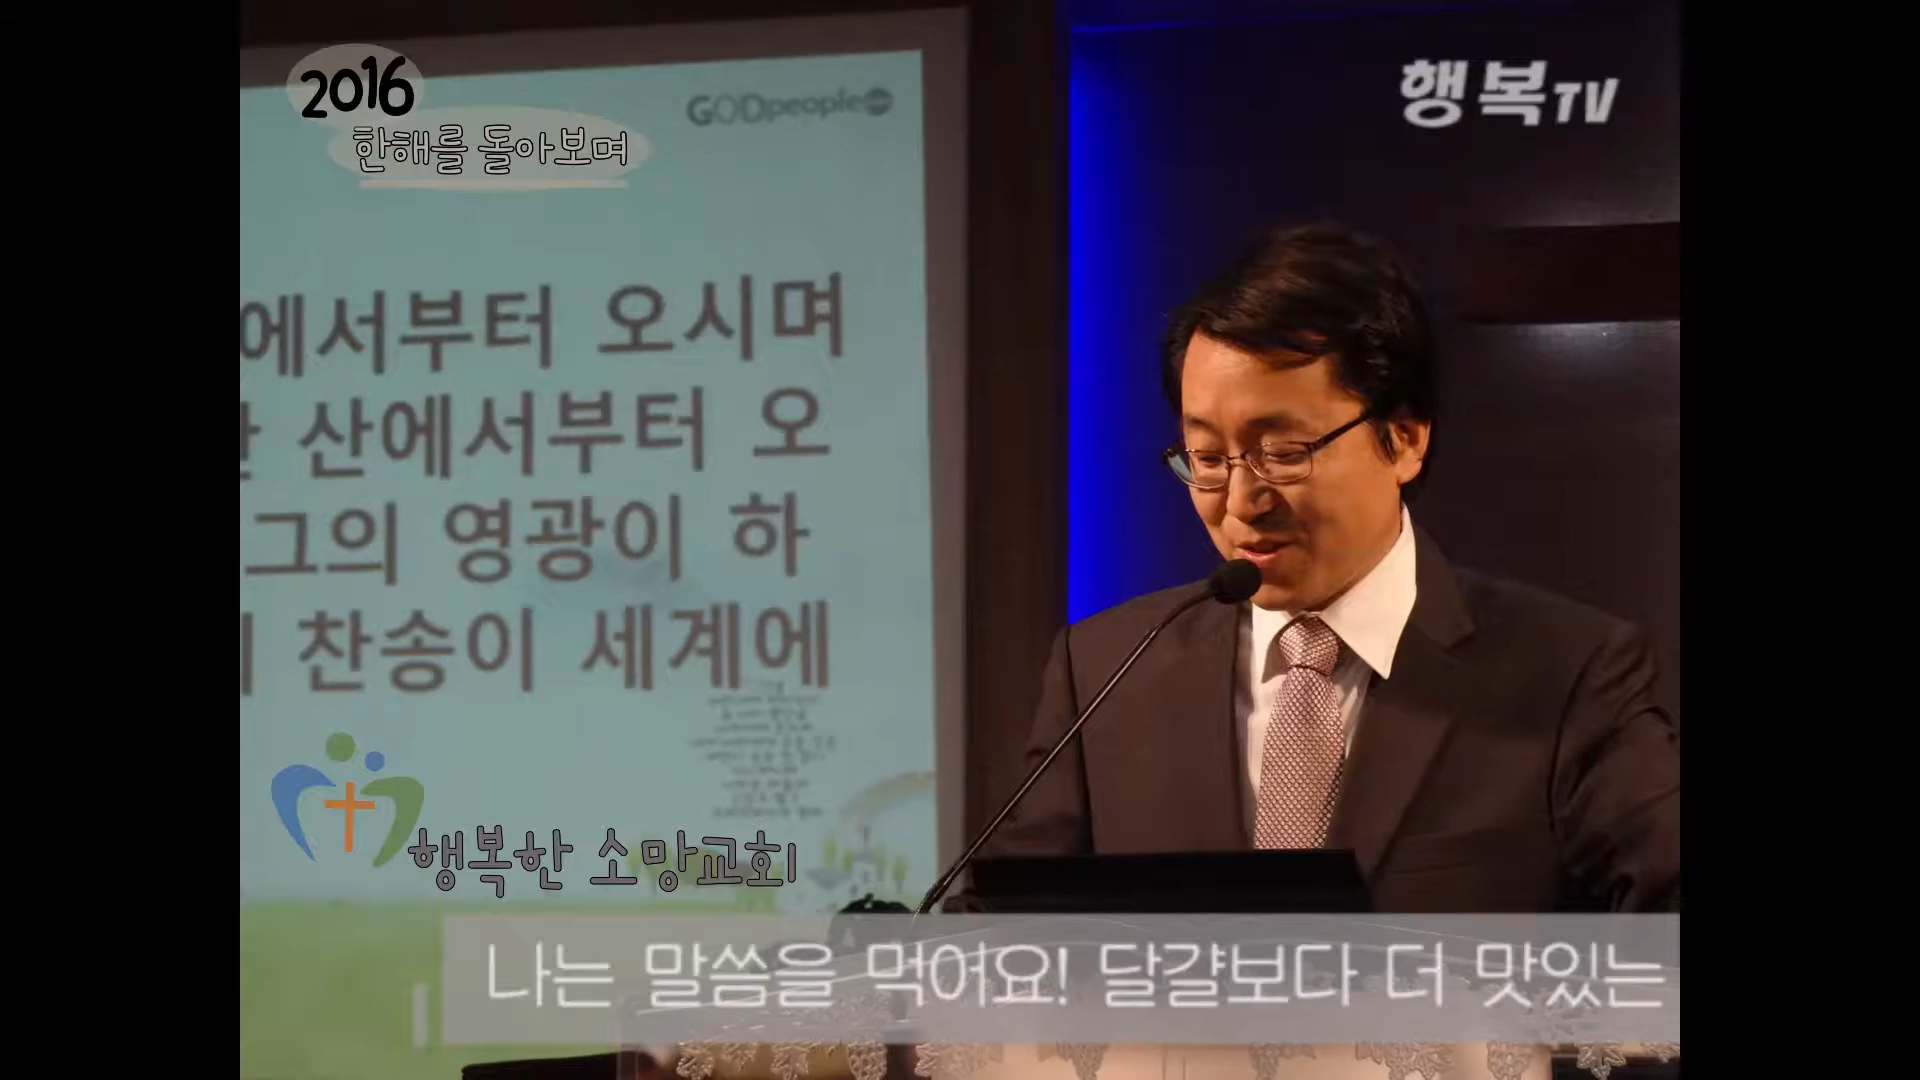 2016
한해를 돌아보며
GODpeople
행복TV
에서부터 오시며
산에서부터 오
그의 영광이 하
찬송이 세계에
행복한 소망교회
나는 말씀을 먹어요! 달걀보다 더 맛있는